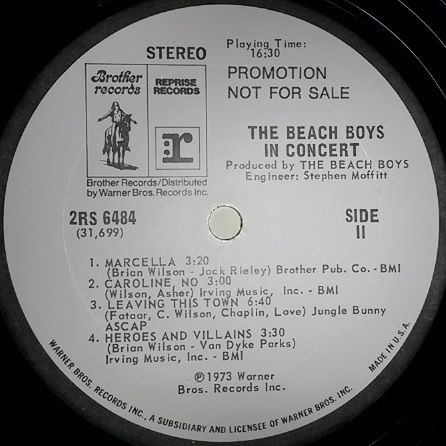 STEREO
Playing Time:
16:30
Brother
records
REPRISE
RECORDS
r:
PROMOTION
NOT FOR SALE
THE BEACH BOYS
IN CONCERT
Produced by THE BEACH BOYS
Engineer: Stephen Moffitt
Brother Records/Distributed
by Warner Bros. Records Inc.
2RS 6484
(31,699)
SIDE
II
1. MARCELLA 3:20
(Brian Wilson - Jack Rieley) Brother Pub. Co. - BMI
2. CAROLINE, NO 3:00
(Wilson, Asher) Irving Music, Inc. - BMI
3. LEAVING THIS TOWN 6:40
(Fataar, C. Wilson, Chaplin, Love) Jungle Bunny
ASCAP
4. HEROES AND VILLAINS 3:30
(Brian Wilson - Van Dyke Parks)
Irving Music, Inc. - BMI
℗1973 Warner
Bros. Records Inc.
WARNER BROS. RECORDS INC., A SUBSIDIARY AND LICENSEE OF WARNER BROS. INC. MADE IN U.S.A.